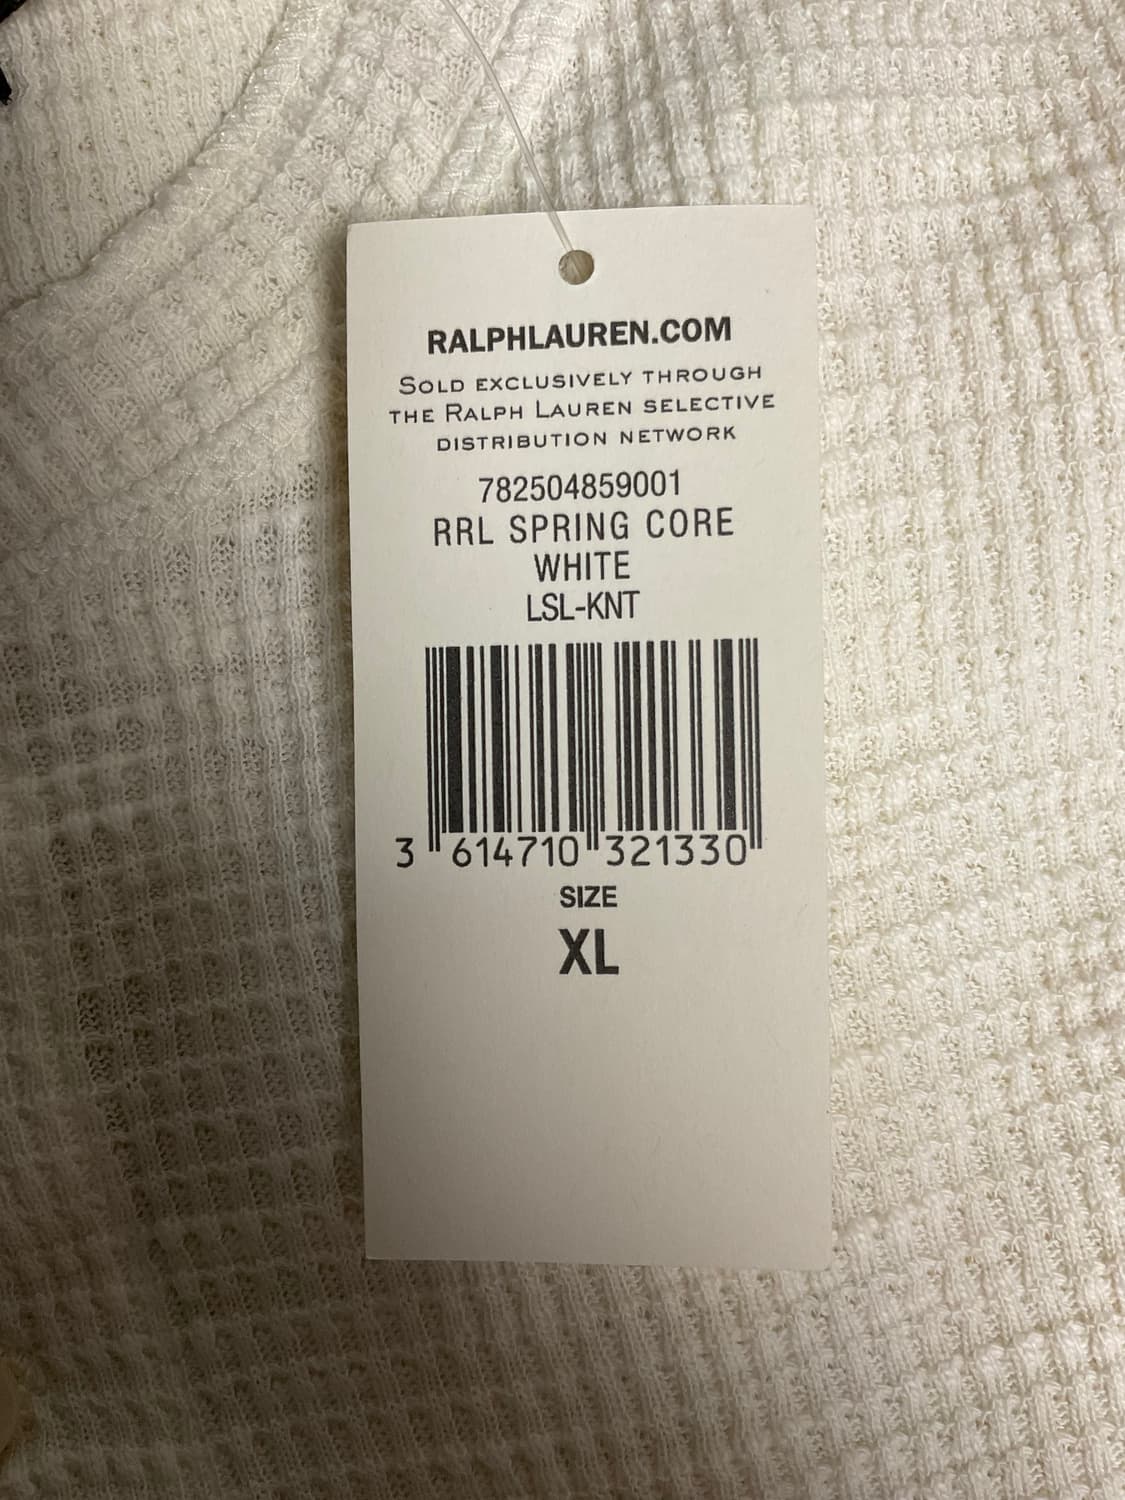 RALPHLAUREN.COM
SOLD EXCLUSIVELY THROUGH
THE RALPH LAUREN SELECTIVE
DISTRIBUTION NETWORK
782504859001
RRL SPRING CORE
WHITE
LSL-KNT
3 614710 321330
SIZE
XL